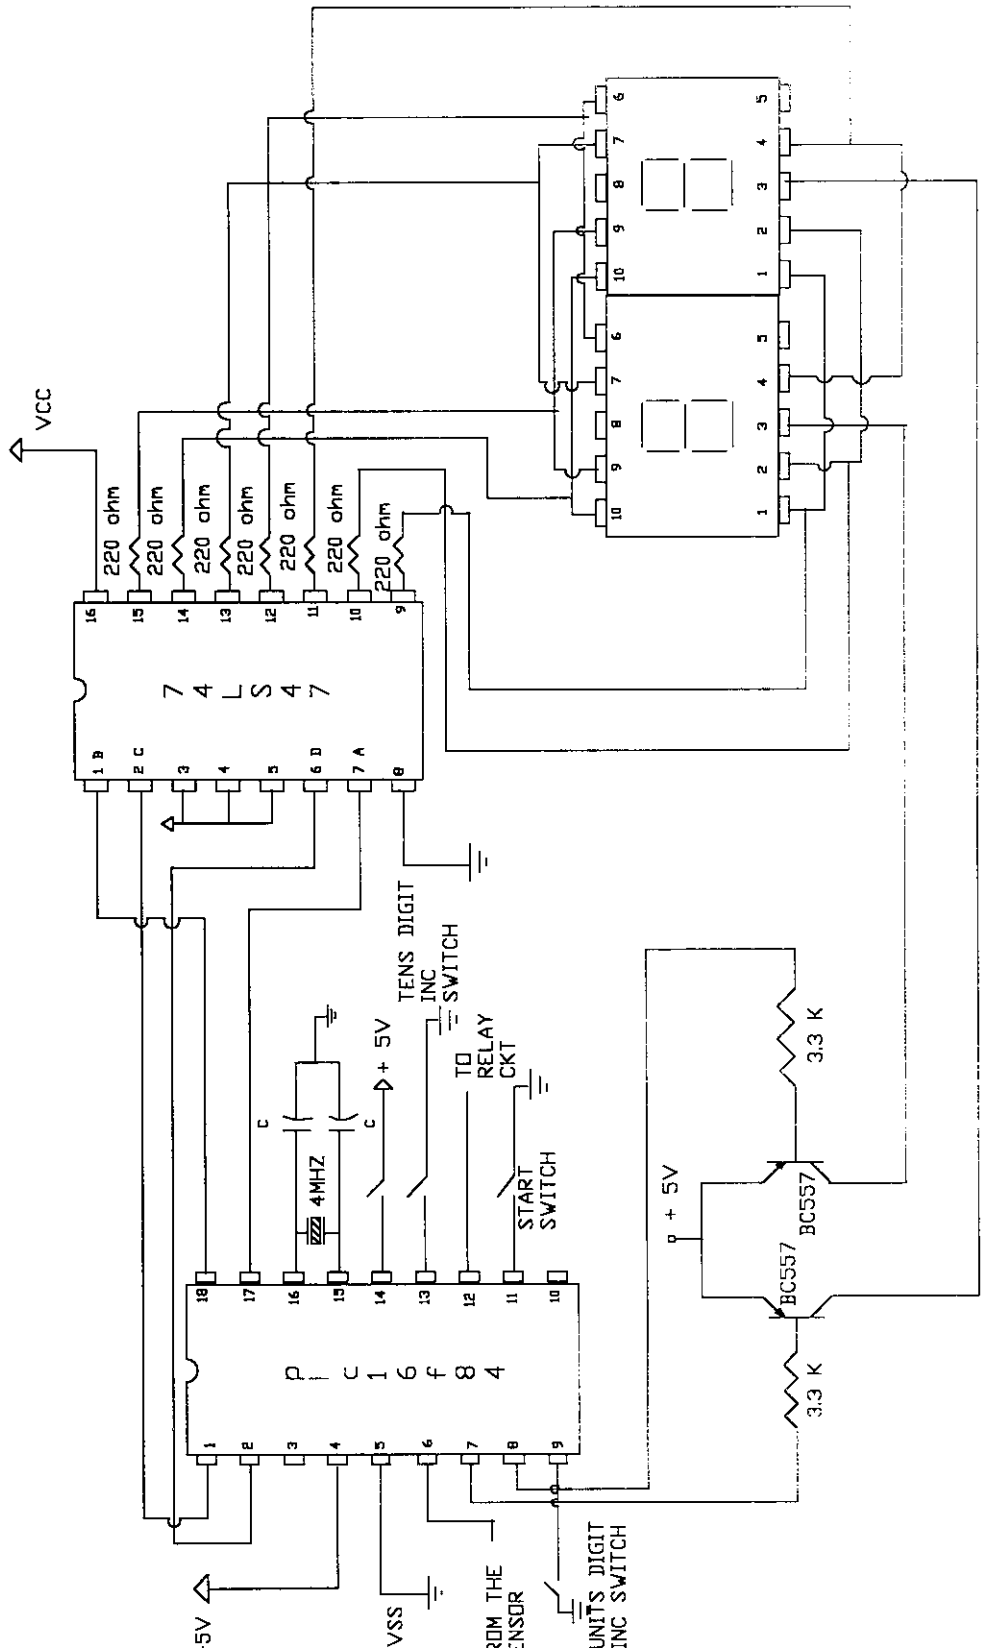 VCC
220 ohm
220 ohm
220 ohm
220 ohm
220 ohm
220 ohm
220 ohm
16
15
14
13
12
11
10
9
74LS47
1 B
2 C
3
4
5
6 D
7 A
8
6
7
8
9
10
5
4
3
2
1
6
7
8
9
10
5
4
3
2
1
TENS DIGIT
INC
SWITCH
+ 5V
TO
RELAY
CKT
START
SWITCH
C
C
4MHZ
18
17
16
15
14
13
12
11
10
PIC16f84
1
2
3
4
5
6
7
8
9
+ 5V
BC557
BC557
3.3 K
3.3 K
5V
VSS
ROM THE
ENSOR
UNITS DIGIT
INC SWITCH